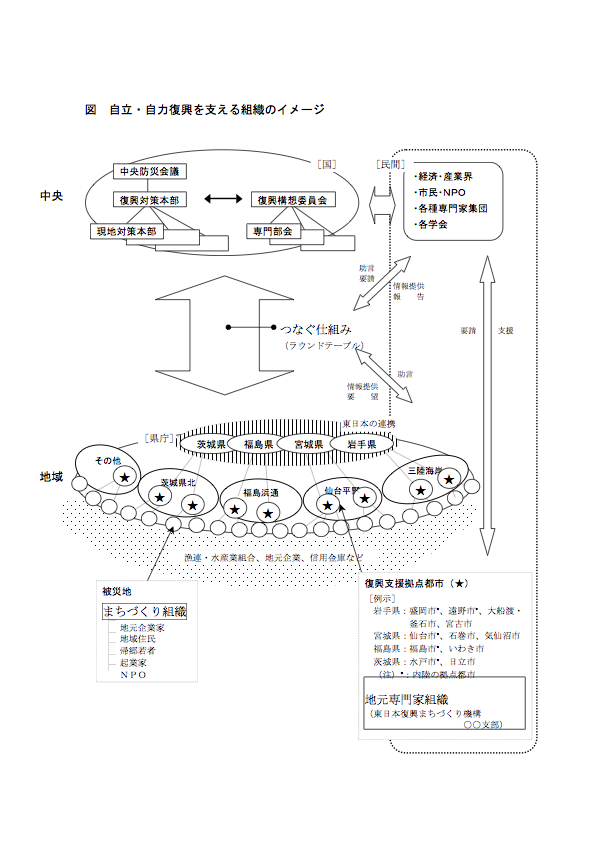 図　自立・自力復興を支える組織のイメージ
［国］
［民間］
中央防災会議
中央
復興対策本部
復興構想委員会
現地対策本部
専門部会
・経済・産業界
・市民・NPO
・各種専門家集団
・各学会
助言
要請
情報提供
報　告
つなぐ仕組み
（ラウンドテーブル）
要請
支援
助言
情報提供
要　望
東日本の連携
［県庁］
茨城県
福島県
宮城県
岩手県
地域
その他
★
茨城県北
★
★
福島浜通
★
★
仙台平野
★
★
三陸海岸
★
★
漁連・水産業組合、地元企業、信用金庫など
被災地
まちづくり組織
地元企業家
地域住民
帰郷若者
起業家
ＮＰＯ
復興支援拠点都市（★）
［例示］
岩手県：盛岡市*、遠野市*、大船渡・
釜石市、宮古市
宮城県：仙台市*、石巻市、気仙沼市
福島県：福島市*、いわき市
茨城県：水戸市*、日立市
（注）*：内陸の拠点都市
地元専門家組織
（東日本復興まちづくり機構
〇〇支部）